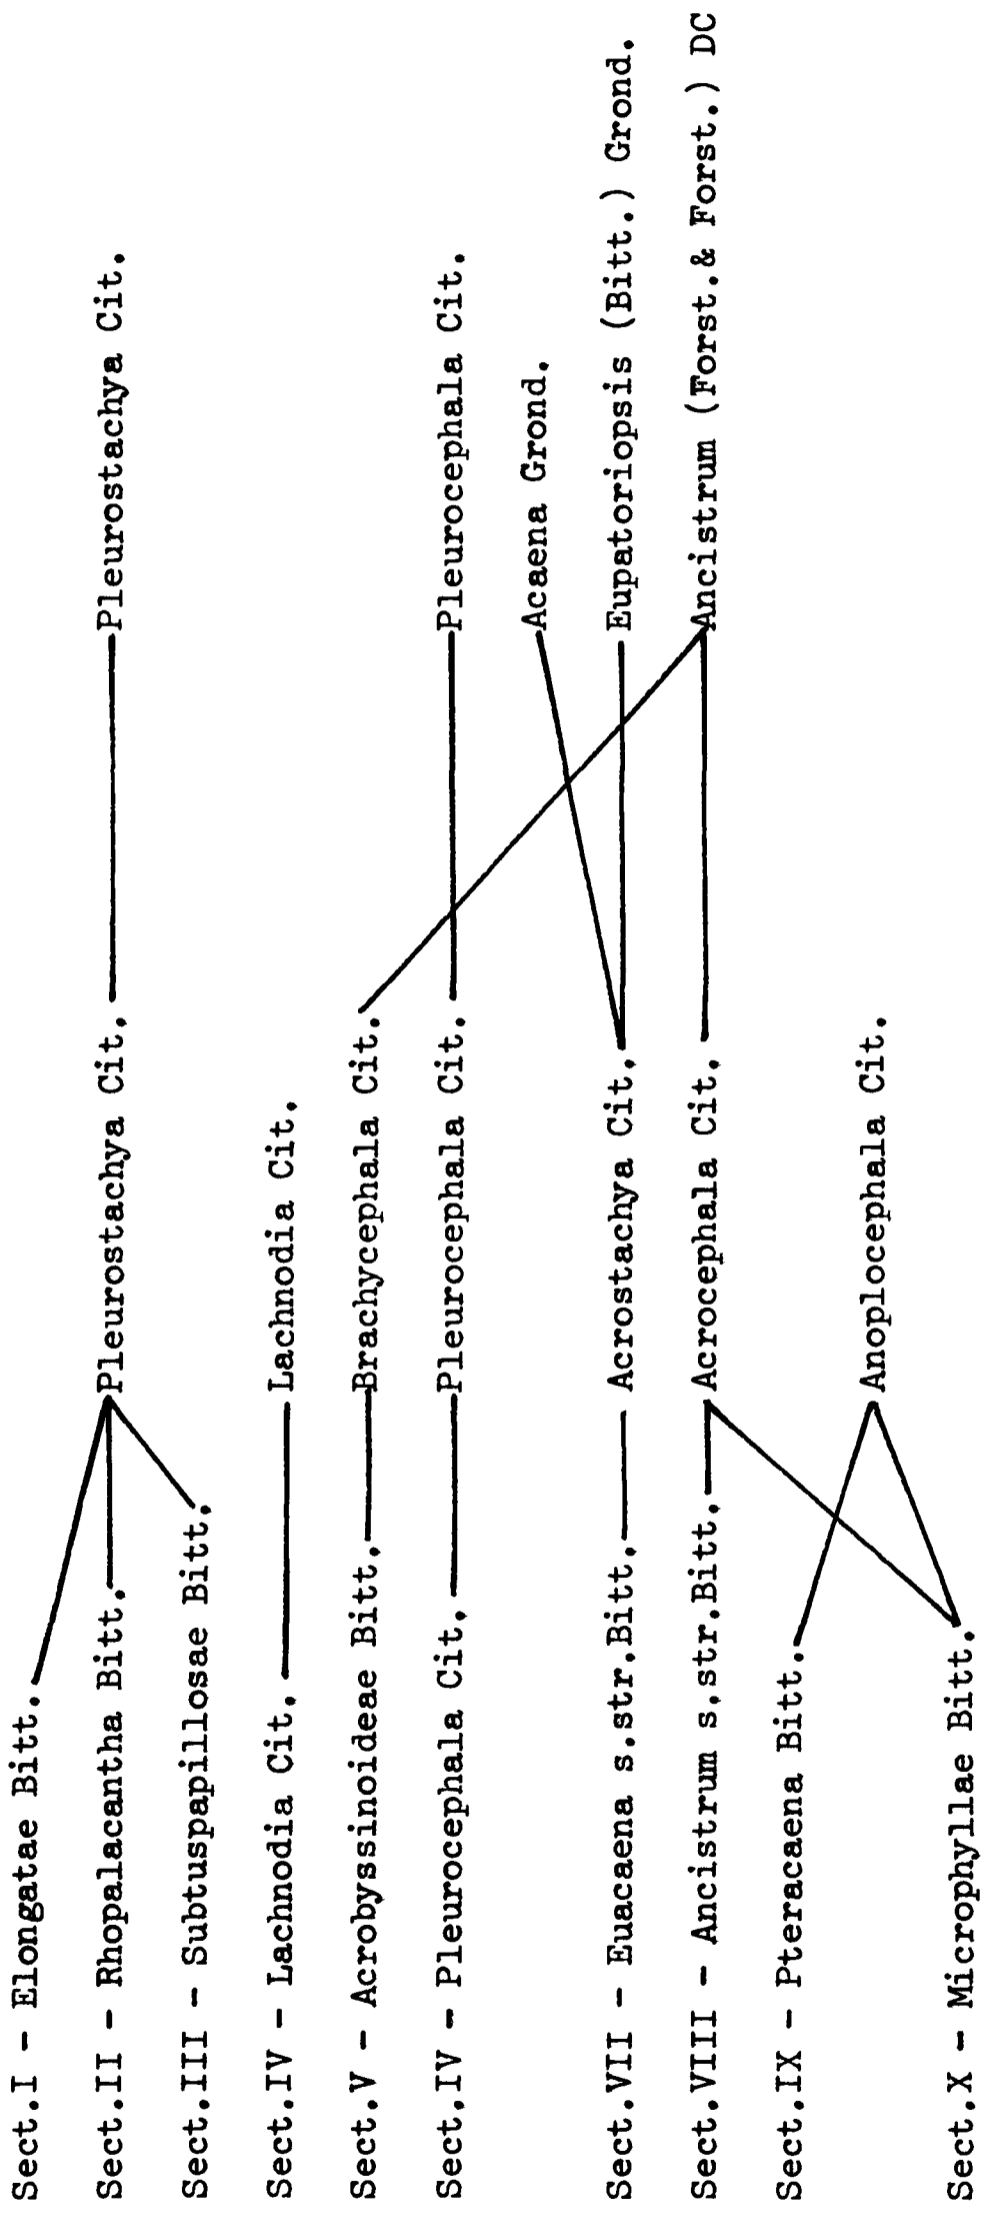 Sect.I - Elongatae Bitt.
Sect.II - Rhopalacantha Bitt. Pleurostachya Cit. Pleurostachya Cit.
Sect.III - Subtuspapillosae Bitt.
Sect.IV - Lachnodia Cit. Lachnodia Cit.
Sect.V - Acrobyssinoideae Bitt. Brachycephala Cit.
Sect.IV - Pleurocephala Cit. Pleurocephala Cit. Pleurocephala Cit.
Acaena Grond.
Sect.VII - Euacaena s.str.Bitt. Acrostachya Cit. Eupatoriopsis (Bitt.) Grond.
Sect.VIII - Ancistrum s.str.Bitt. Acrocephala Cit. Ancistrum (Forst.& Forst.) DC
Sect.IX - Pteracaena Bitt.
Anoplocephala Cit.
Sect.X - Microphyllae Bitt.